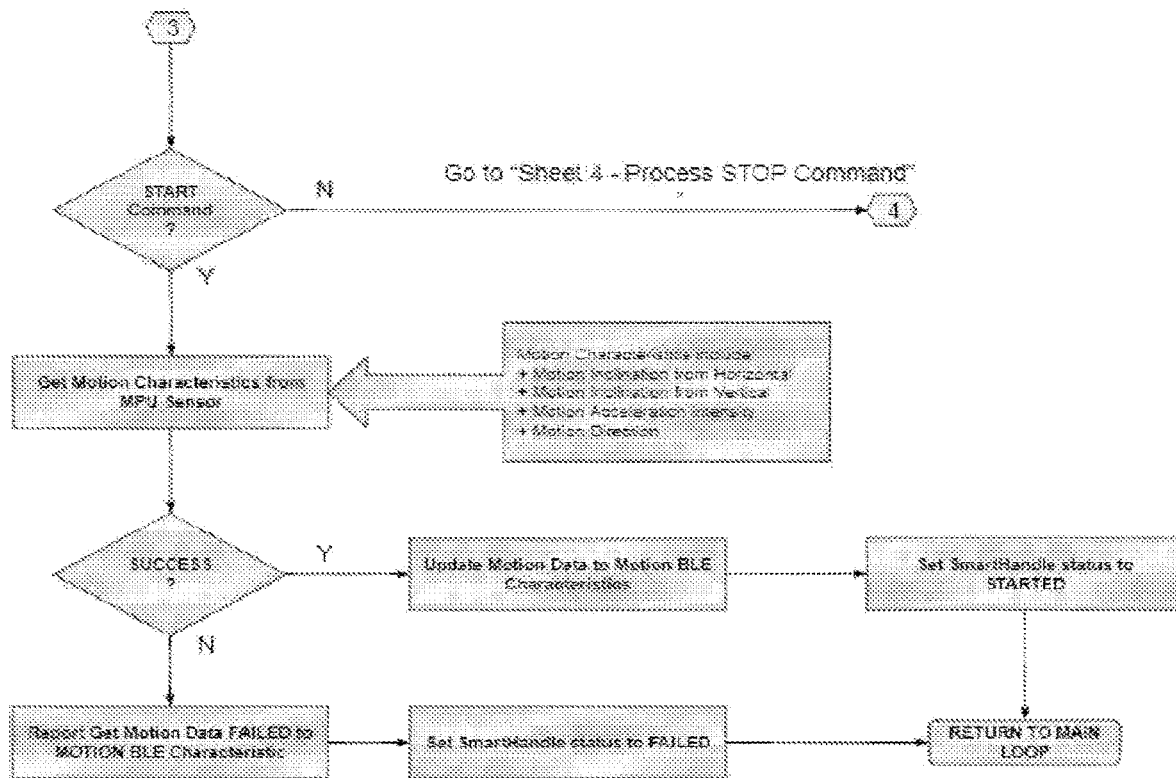 3
START
Command
?
N
Go to "Sheet 4 - Process STOP Command"
4
Y
Get Motion Characteristics from
MPU Sensor
Motion Characteristics include
+ Motion Inclination from Horizontal
+ Motion Inclination from Vertical
+ Motion Acceleration Intensity
+ Motion Direction
SUCCESS
?
Y
Update Motion Data to Motion BLE
Characteristics
Set SmartHandle status to
STARTED
N
Report Get Motion Data FAILED to
MOTION BLE Characteristic
Set SmartHandle status to FAILED
RETURN TO MAIN
LOOP